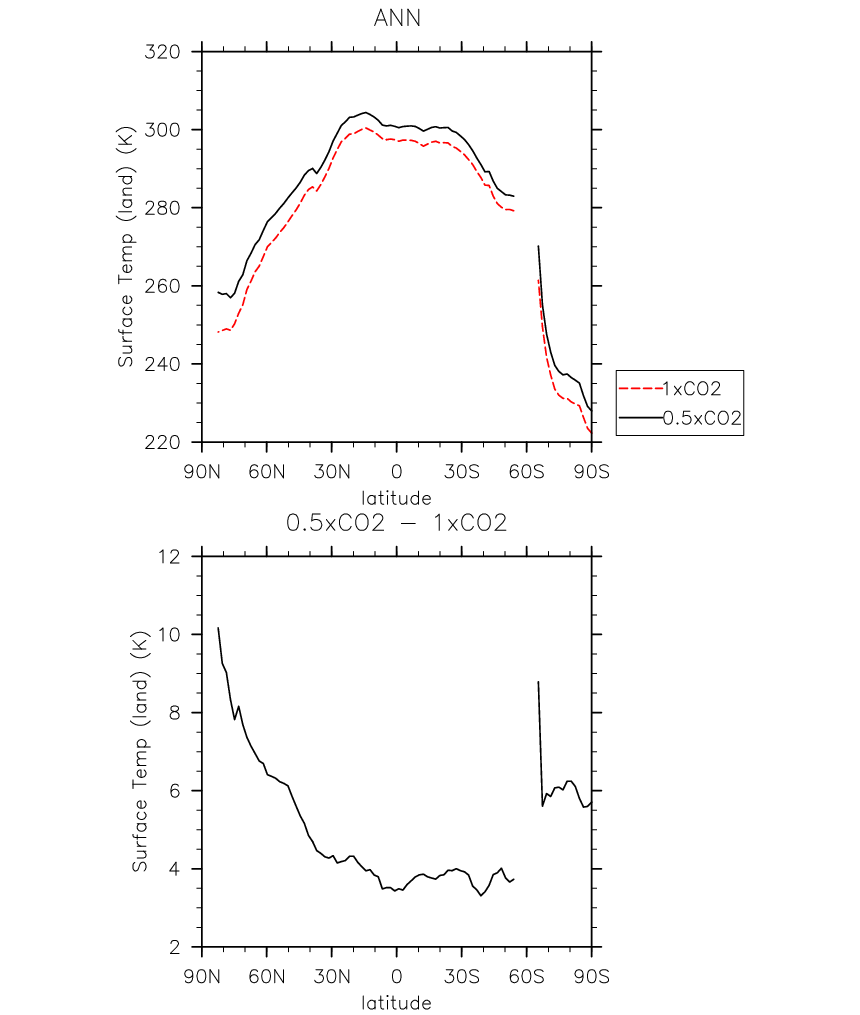 ANN
320
300
280
260
240
220
Surface Temp (land) (K)
90N 60N 30N 0 30S 60S 90S
latitude
1xCO2
0.5xCO2
0.5xCO2 − 1xCO2
12
10
8
6
4
2
Surface Temp (land) (K)
90N 60N 30N 0 30S 60S 90S
latitude